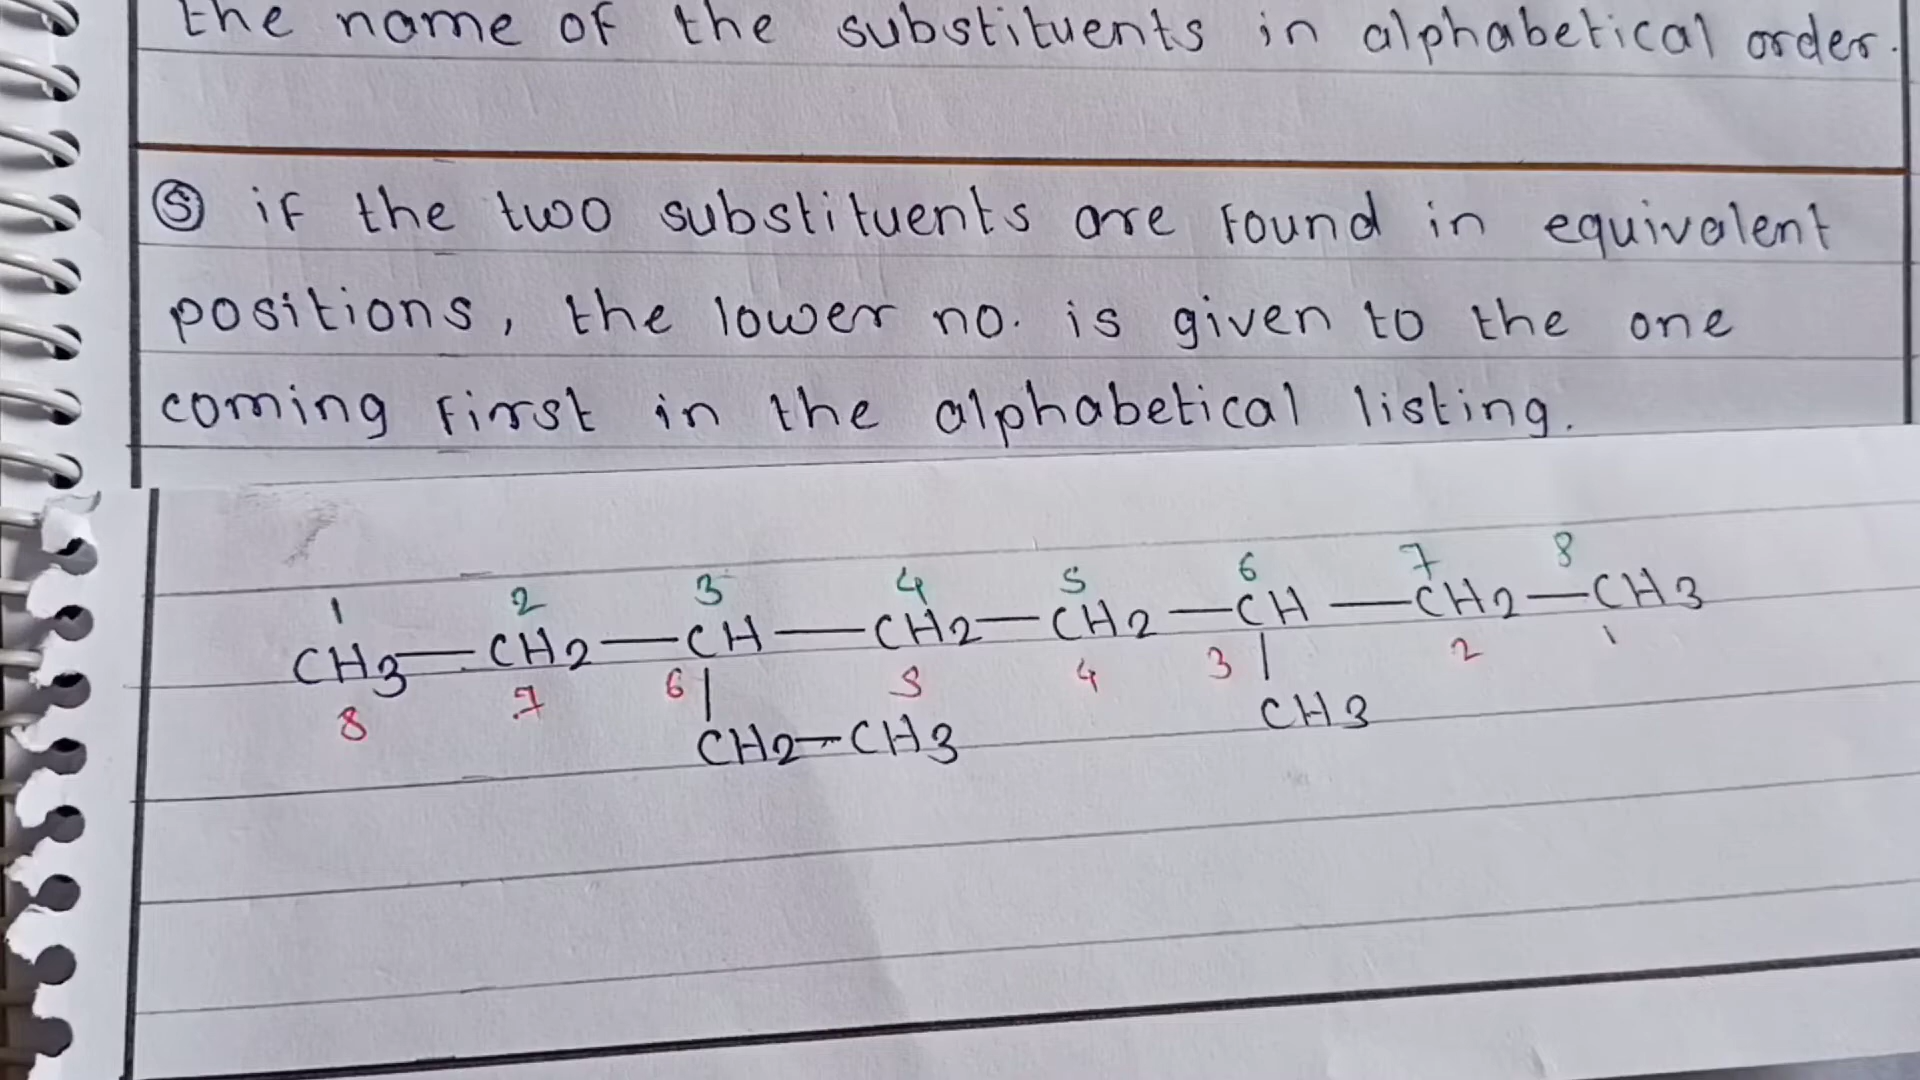 the name of the substituents in alphabetical order.
⑤ if the two substituents are found in equivalent
positions, the lower no. is given to the one
coming first in the alphabetical listing.
1 2 3 4 5 6 7 8
CH3—CH2—CH—CH2—CH2—CH—CH2—CH3
8 7 6 5 4 3 2 1
CH2—CH3 CH3